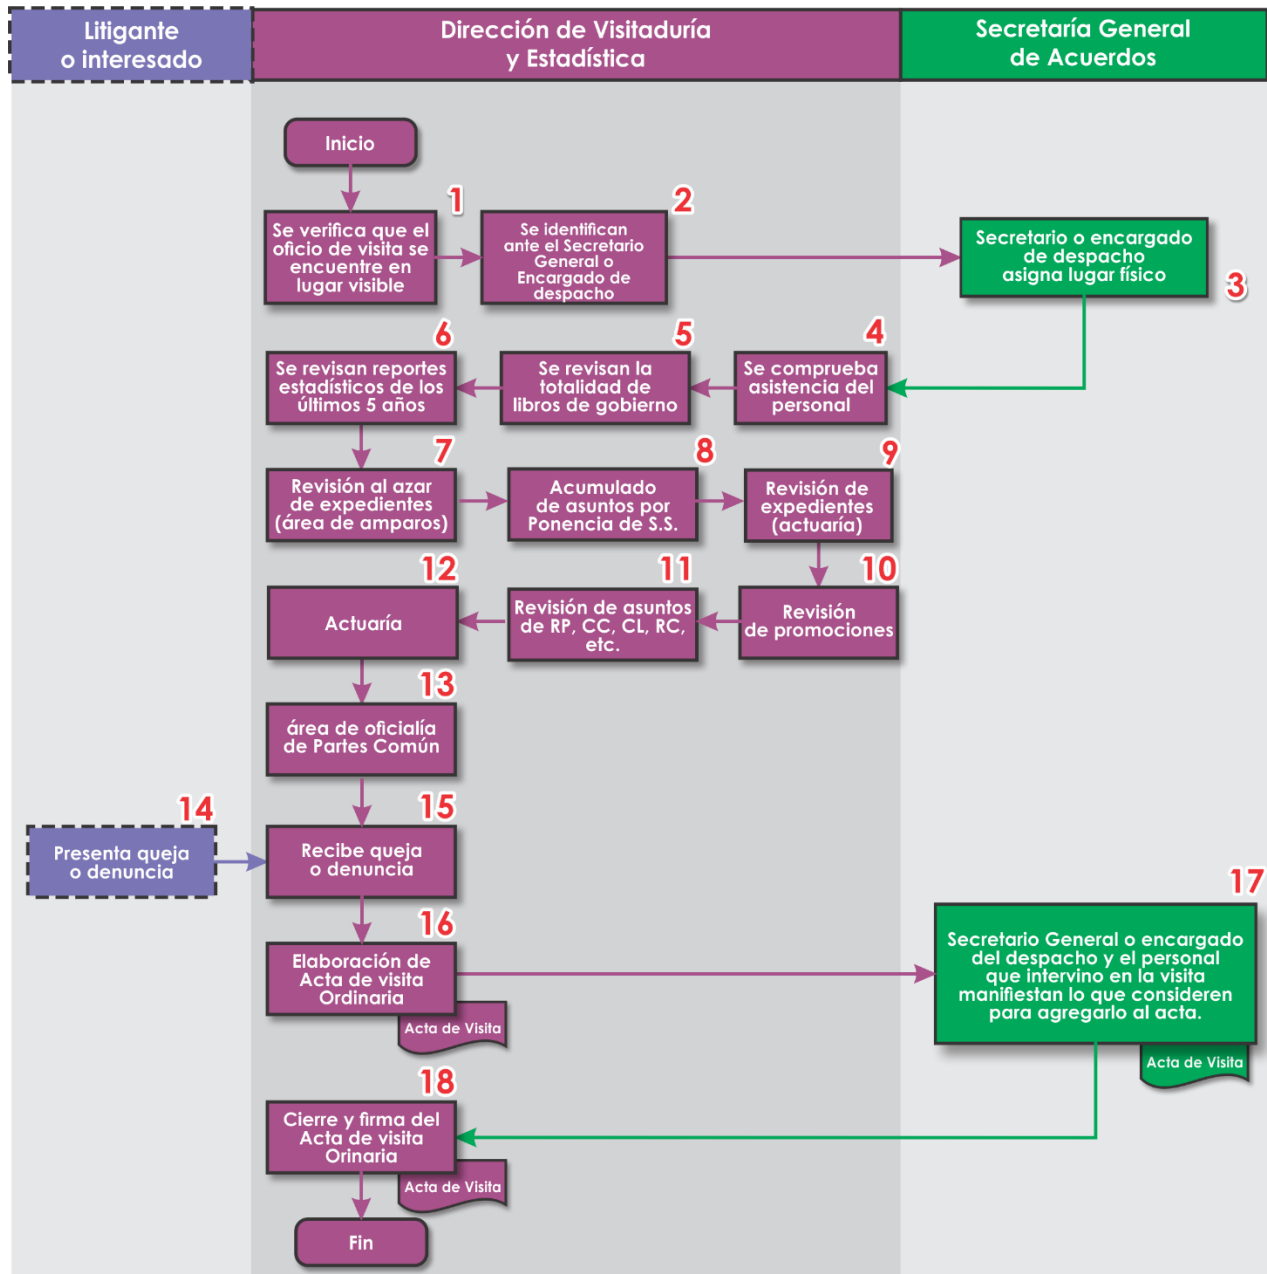 Litigante
o interesado
Dirección de Visitaduría
y Estadística
Secretaría General
de Acuerdos
Inicio
1
Se verifica que el
oficio de visita se
encuentre en
lugar visible
2
Se identifican
ante el Secretario
General o
Encargado de
despacho
Secretario o encargado
de despacho
asigna lugar físico
3
4
Se comprueba
asistencia del
personal
5
Se revisan la
totalidad de
libros de gobierno
6
Se revisan reportes
estadísticos de los
últimos 5 años
7
Revisión al azar
de expedientes
(área de amparos)
8
Acumulado
de asuntos por
Ponencia de S.S.
9
Revisión de
expedientes
(actuaría)
10
Revisión
de promociones
11
Revisión de asuntos
de RP, CC, CL, RC,
etc.
12
Actuaría
13
área de oficialía
de Partes Común
14
Presenta queja
o denuncia
15
Recibe queja
o denuncia
16
Elaboración de
Acta de visita
Ordinaria
Acta de Visita
17
Secretario General o encargado
del despacho y el personal
que intervino en la visita
manifiestan lo que consideren
para agregarlo al acta.
Acta de Visita
18
Cierre y firma del
Acta de visita
Orinaria
Acta de Visita
Fin